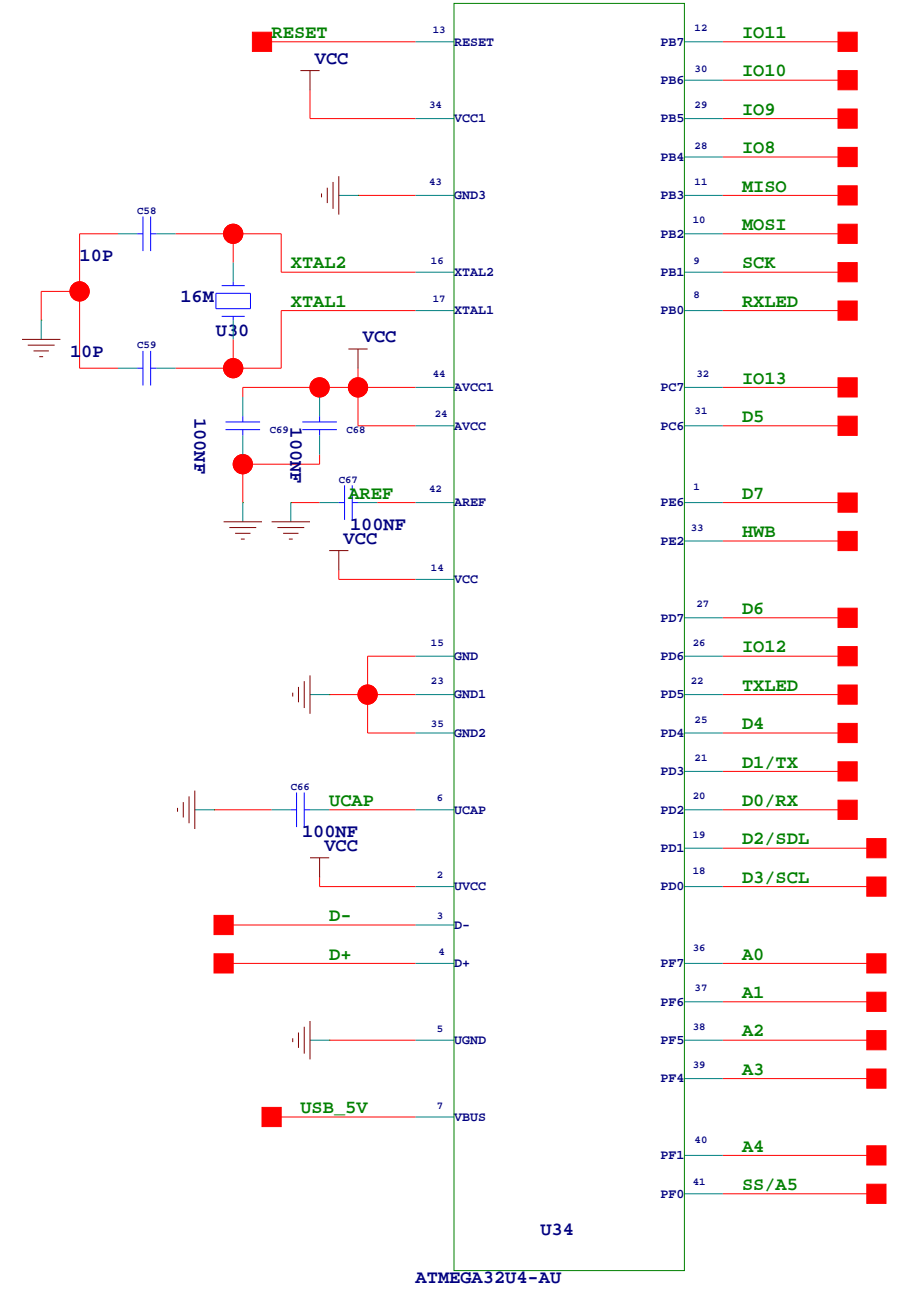 RESET 13 RESET PB7 12 IO11
VCC
PB6 30 IO10
34 VCC1 PB5 29 IO9
PB4 28 IO8
43 GND3 PB3 11 MISO
C58 PB2 10 MOSI
10P
XTAL2 16 XTAL2 PB1 9 SCK
16M XTAL1 17 XTAL1 PB0 8 RXLED
U30
10P C59
VCC
44 AVCC1 PC7 32 IO13
100NF C69 100NF C68 24 AVCC PC6 31 D5
C67
AREF 42 AREF PE6 1 D7
100NF
VCC PE2 33 HWB
14 VCC
PD7 27 D6
15 GND PD6 26 IO12
23 GND1 PD5 22 TXLED
35 GND2 PD4 25 D4
PD3 21 D1/TX
C66 UCAP 6 UCAP PD2 20 D0/RX
100NF
VCC PD1 19 D2/SDL
2 UVCC PD0 18 D3/SCL
D- 3 D-
D+ 4 D+ PF7 36 A0
PF6 37 A1
5 UGND PF5 38 A2
PF4 39 A3
USB_5V 7 VBUS
PF1 40 A4
PF0 41 SS/A5
U34
ATMEGA32U4-AU